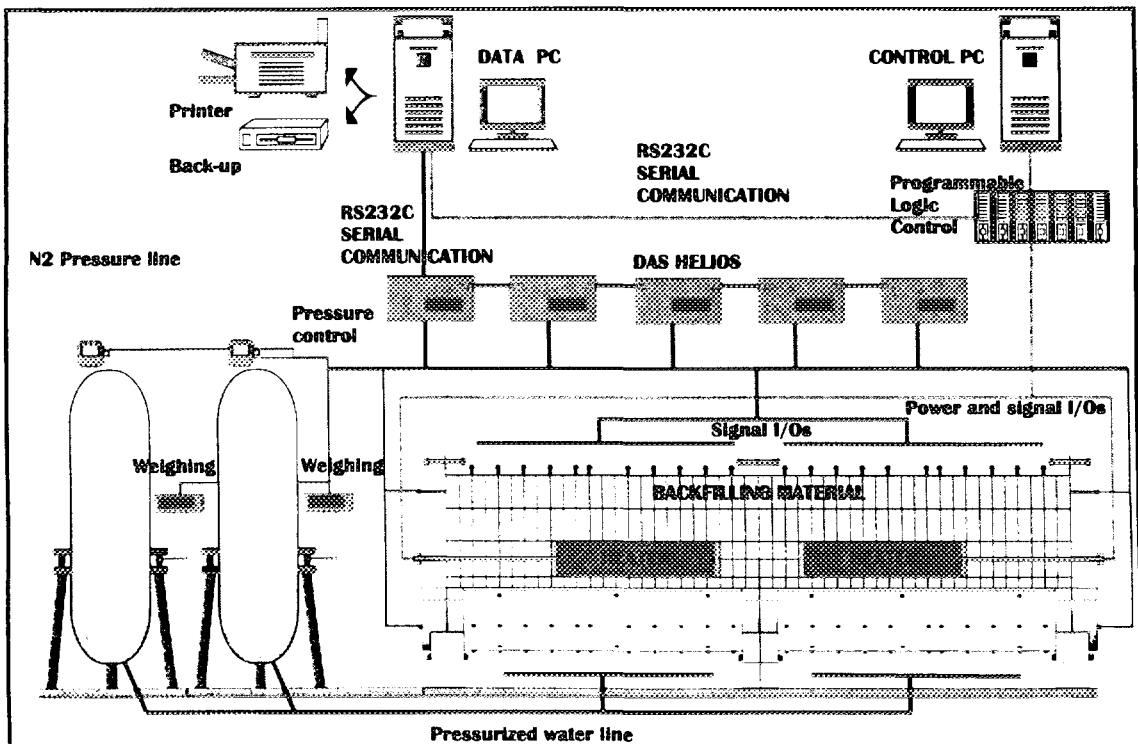 DATA PC
CONTROL PC
Printer
Back-up
RS232C
SERIAL
COMMUNICATION
Programmable
Logic
Control
RS232C
SERIAL
COMMUNICATION
N2 Pressure line
DAS HELIOS
Pressure
control
Power and signal I/Os
Signal I/Os
Weighing
Weighing
BACKFILLING MATERIAL
Pressurized water line